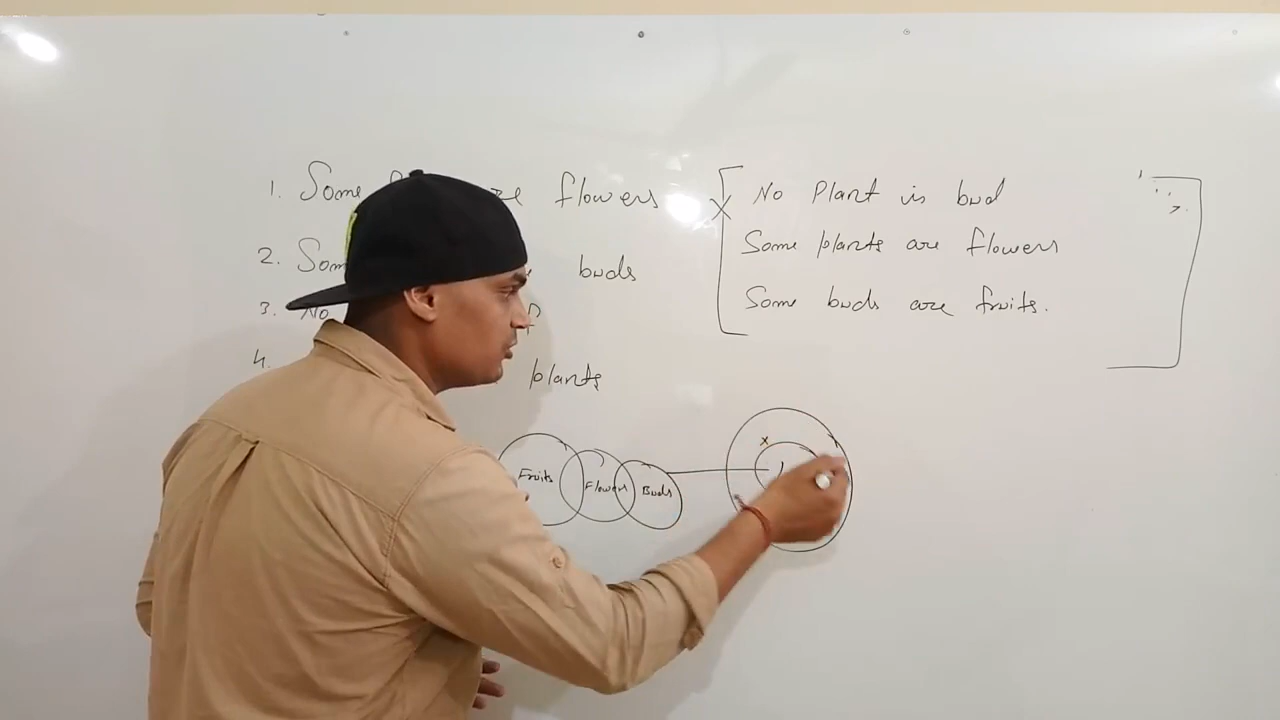 1. Some flowers
2. buds
3. No
4. plants
No Plant is bud
Some plants are flowers
Some buds are fruits.
Fruits
Flowers
Buds